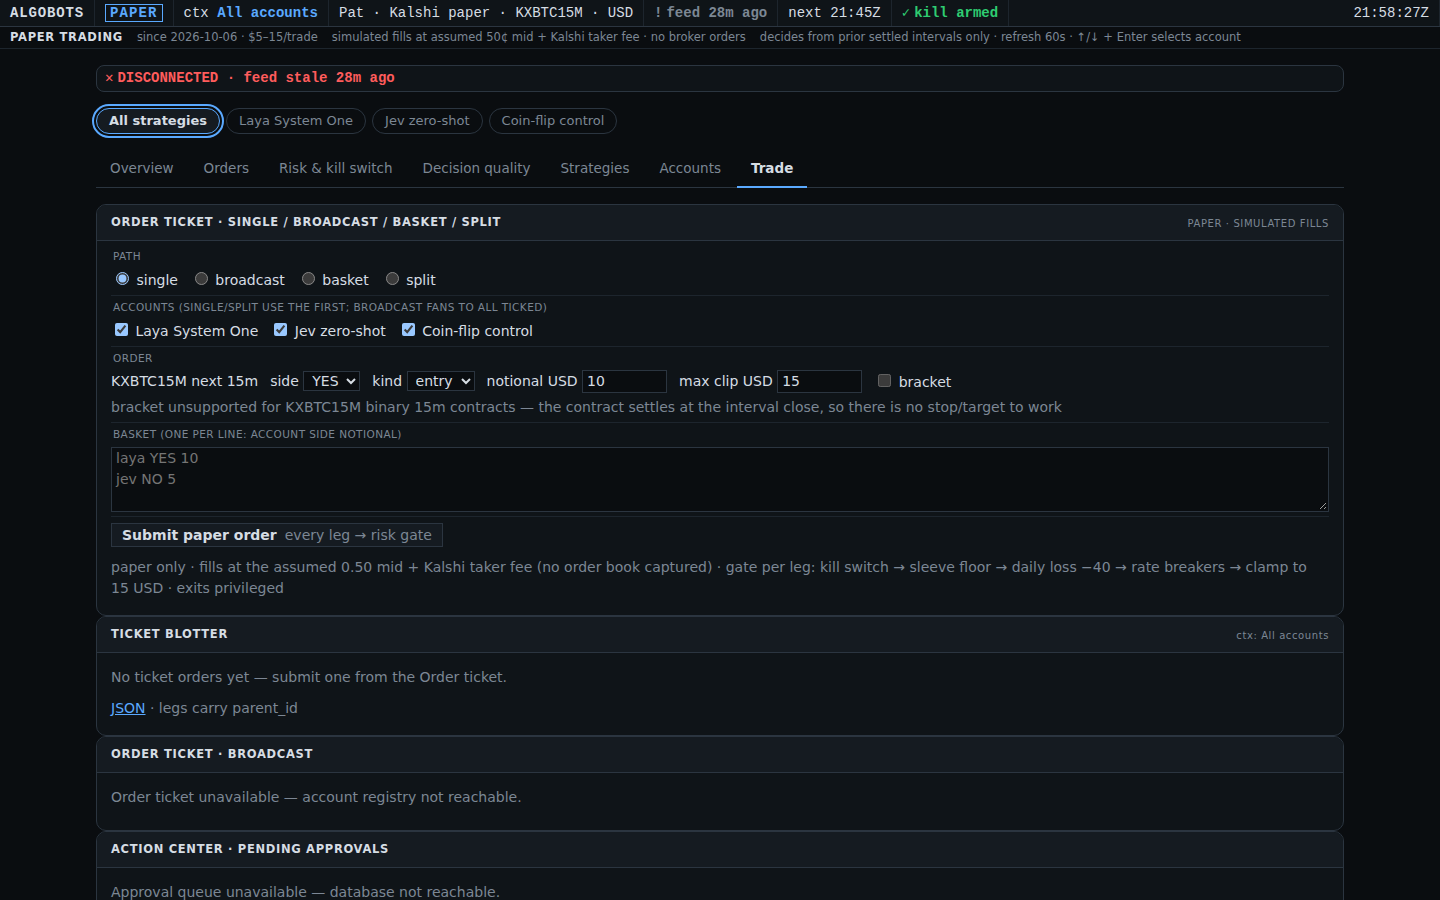 ALGOBOTS PAPER ctx All accounts Pat · Kalshi paper · KXBTC15M · USD ! feed 28m ago next 21:45Z ✓ kill armed 21:58:27Z
PAPER TRADING since 2026-10-06 · $5–15/trade simulated fills at assumed 50¢ mid + Kalshi taker fee · no broker orders decides from prior settled intervals only · refresh 60s · ↑/↓ + Enter selects account
✕ DISCONNECTED · feed stale 28m ago
All strategies Laya System One Jev zero-shot Coin-flip control
Overview Orders Risk & kill switch Decision quality Strategies Accounts Trade
ORDER TICKET · SINGLE / BROADCAST / BASKET / SPLIT PAPER · SIMULATED FILLS
PATH
single broadcast basket split
ACCOUNTS (SINGLE/SPLIT USE THE FIRST; BROADCAST FANS TO ALL TICKED)
Laya System One Jev zero-shot Coin-flip control
ORDER
KXBTC15M next 15m side YES kind entry notional USD 10 max clip USD 15 bracket
bracket unsupported for KXBTC15M binary 15m contracts — the contract settles at the interval close, so there is no stop/target to work
BASKET (ONE PER LINE: ACCOUNT SIDE NOTIONAL)
laya YES 10
jev NO 5
Submit paper order every leg → risk gate
paper only · fills at the assumed 0.50 mid + Kalshi taker fee (no order book captured) · gate per leg: kill switch → sleeve floor → daily loss −40 → rate breakers → clamp to
15 USD · exits privileged
TICKET BLOTTER ctx: All accounts
No ticket orders yet — submit one from the Order ticket.
JSON · legs carry parent_id
ORDER TICKET · BROADCAST
Order ticket unavailable — account registry not reachable.
ACTION CENTER · PENDING APPROVALS
Approval queue unavailable — database not reachable.